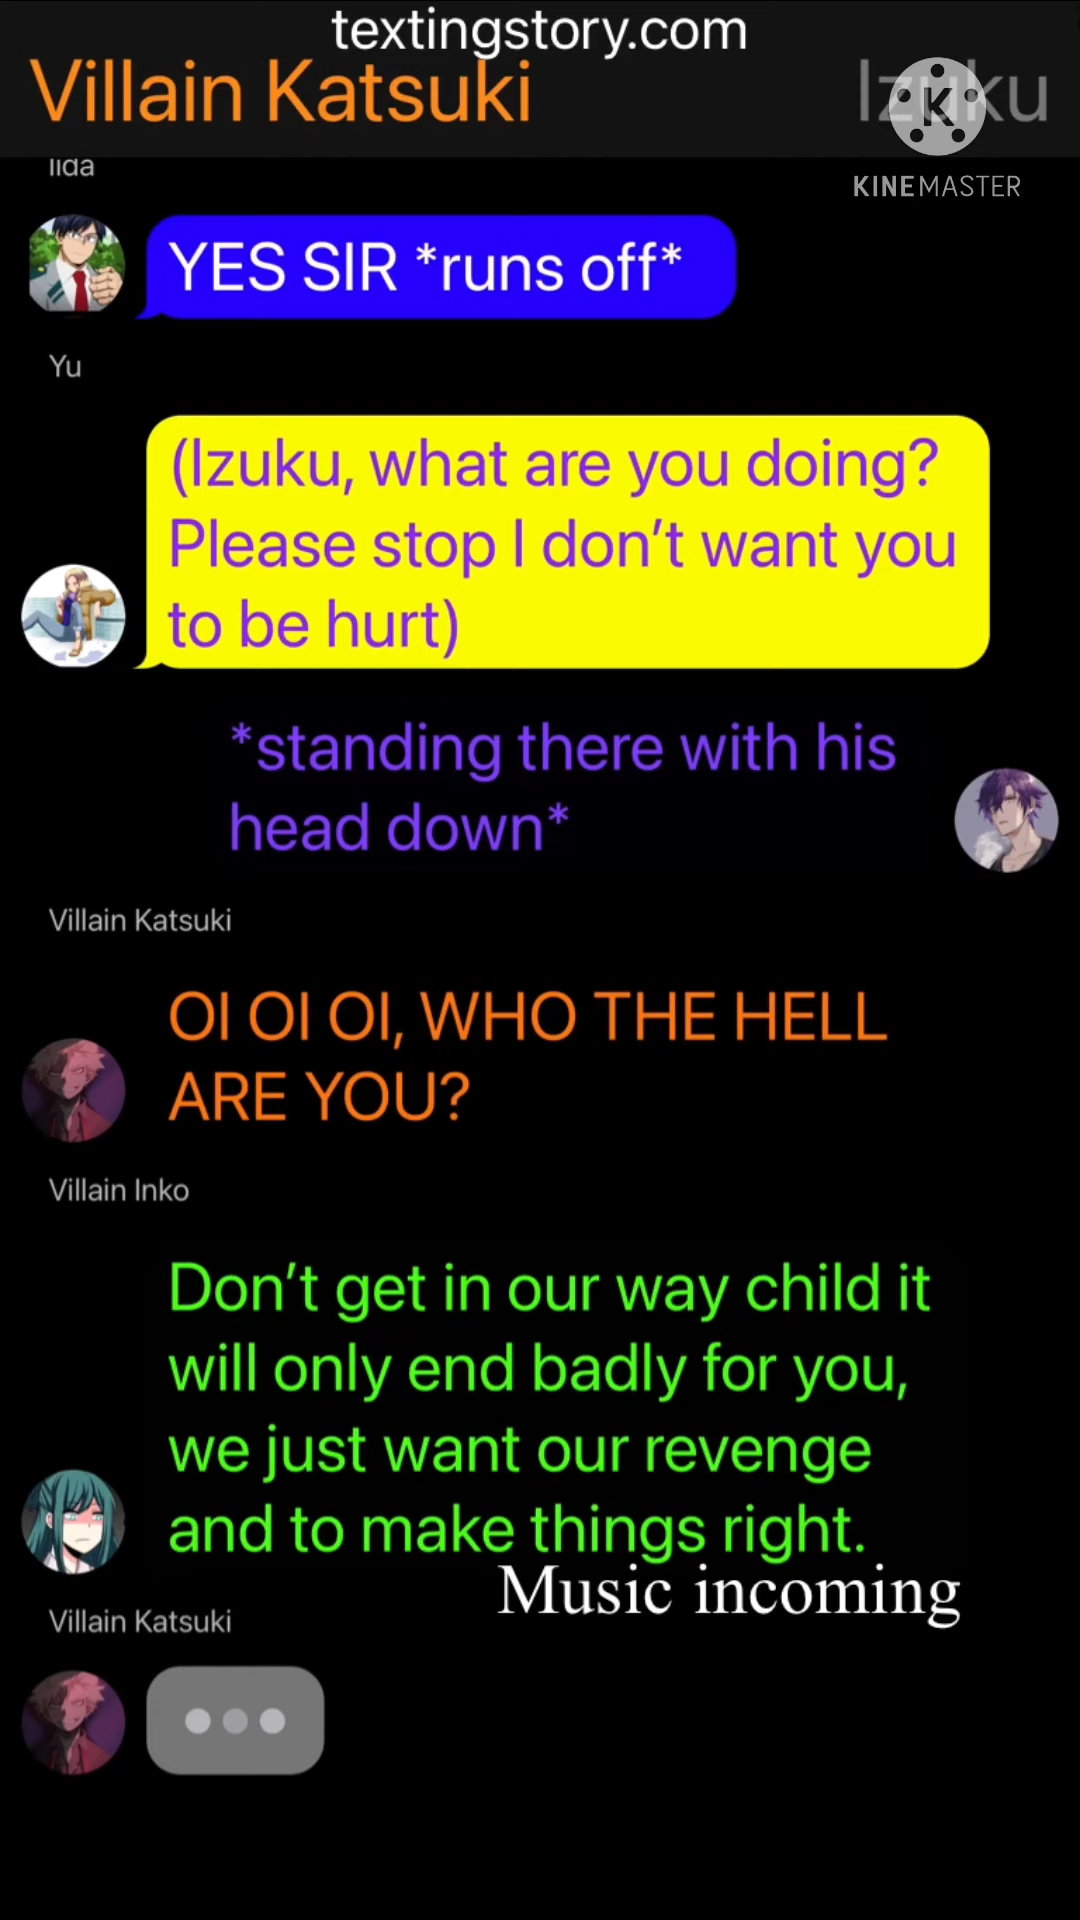 textingstory.com
Villain Katsuki
Izuku
K
KINEMASTER
Iida
YES SIR *runs off*
Yu
(Izuku, what are you doing?
Please stop I don’t want you
to be hurt)
*standing there with his
head down*
Villain Katsuki
OI OI OI, WHO THE HELL
ARE YOU?
Villain Inko
Don’t get in our way child it
will only end badly for you,
we just want our revenge
and to make things right.
Music incoming
Villain Katsuki